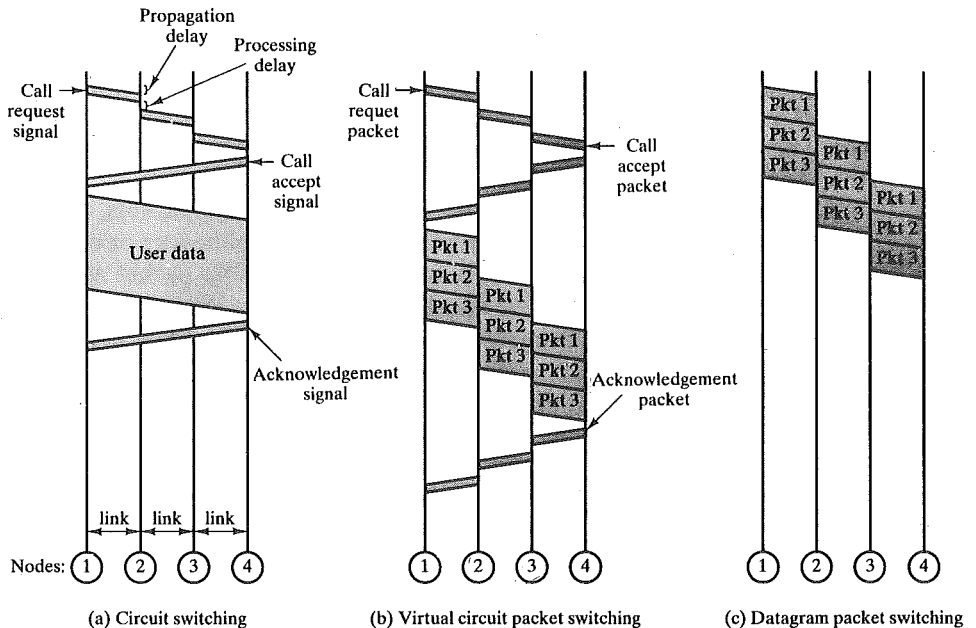 Propagation
delay
Processing
delay
Call
request
signal
Call
accept
signal
User data
Acknowledgement
signal
link
link
link
Nodes:
1
2
3
4
(a) Circuit switching
Call
requet
packet
Call
accept
packet
Pkt 1
Pkt 2
Pkt 3
Pkt 1
Pkt 2
Pkt 3
Pkt 1
Pkt 2
Pkt 3
Acknowledgement
packet
1
2
3
4
(b) Virtual circuit packet switching
Pkt 1
Pkt 2
Pkt 3
Pkt 1
Pkt 2
Pkt 3
Pkt 1
Pkt 2
Pkt 3
1
2
3
4
(c) Datagram packet switching